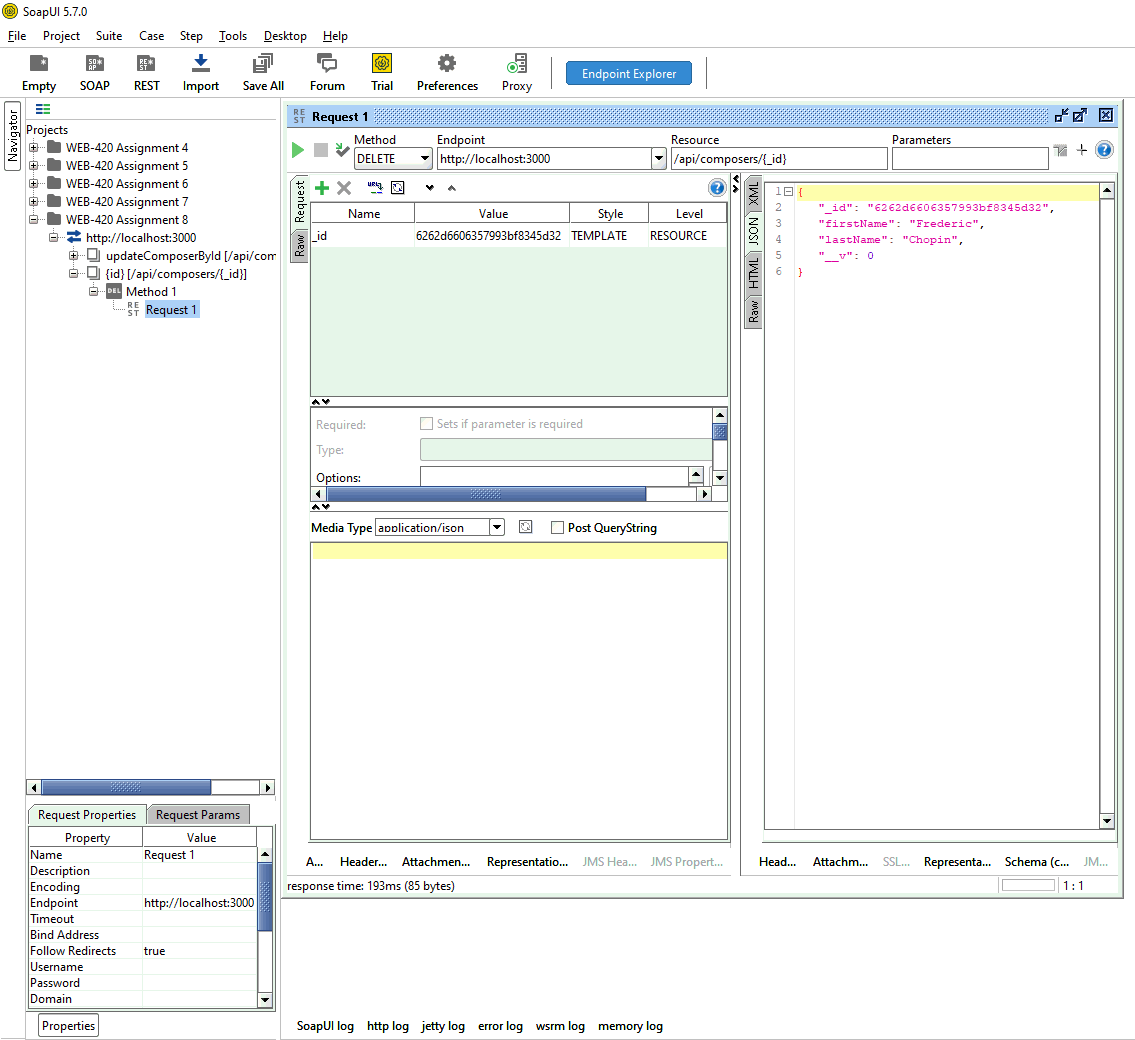 SoapUI 5.7.0
File Project Suite Case Step Tools Desktop Help
Empty SOAP REST Import Save All Forum Trial Preferences Proxy Endpoint Explorer
Navigator
Projects
WEB-420 Assignment 4
WEB-420 Assignment 5
WEB-420 Assignment 6
WEB-420 Assignment 7
WEB-420 Assignment 8
http://localhost:3000
updateComposerById [/api/com
{id} [/api/composers/{_id}]
DEL Method 1
REST Request 1
Request Properties Request Params
Property Value
Name Request 1
Description
Encoding
Endpoint http://localhost:3000
Timeout
Bind Address
Follow Redirects true
Username
Password
Domain
Properties
REST Request 1
Method Endpoint Resource Parameters
DELETE http://localhost:3000 /api/composers/{_id}
Request
Raw
Name Value Style Level
_id 6262d6606357993bf8345d32 TEMPLATE RESOURCE
Required: Sets if parameter is required
Type:
Options:
Media Type application/json Post QueryString
A... Header... Attachmen... Representatio... JMS Hea... JMS Propert...
XML
JSON
HTML
Raw
1 {
2 "_id": "6262d6606357993bf8345d32",
3 "firstName": "Frederic",
4 "lastName": "Chopin",
5 "__v": 0
6 }
Head... Attachm... SSL... Representa... Schema (c... JM...
response time: 193ms (85 bytes) 1 : 1
SoapUI log http log jetty log error log wsrm log memory log